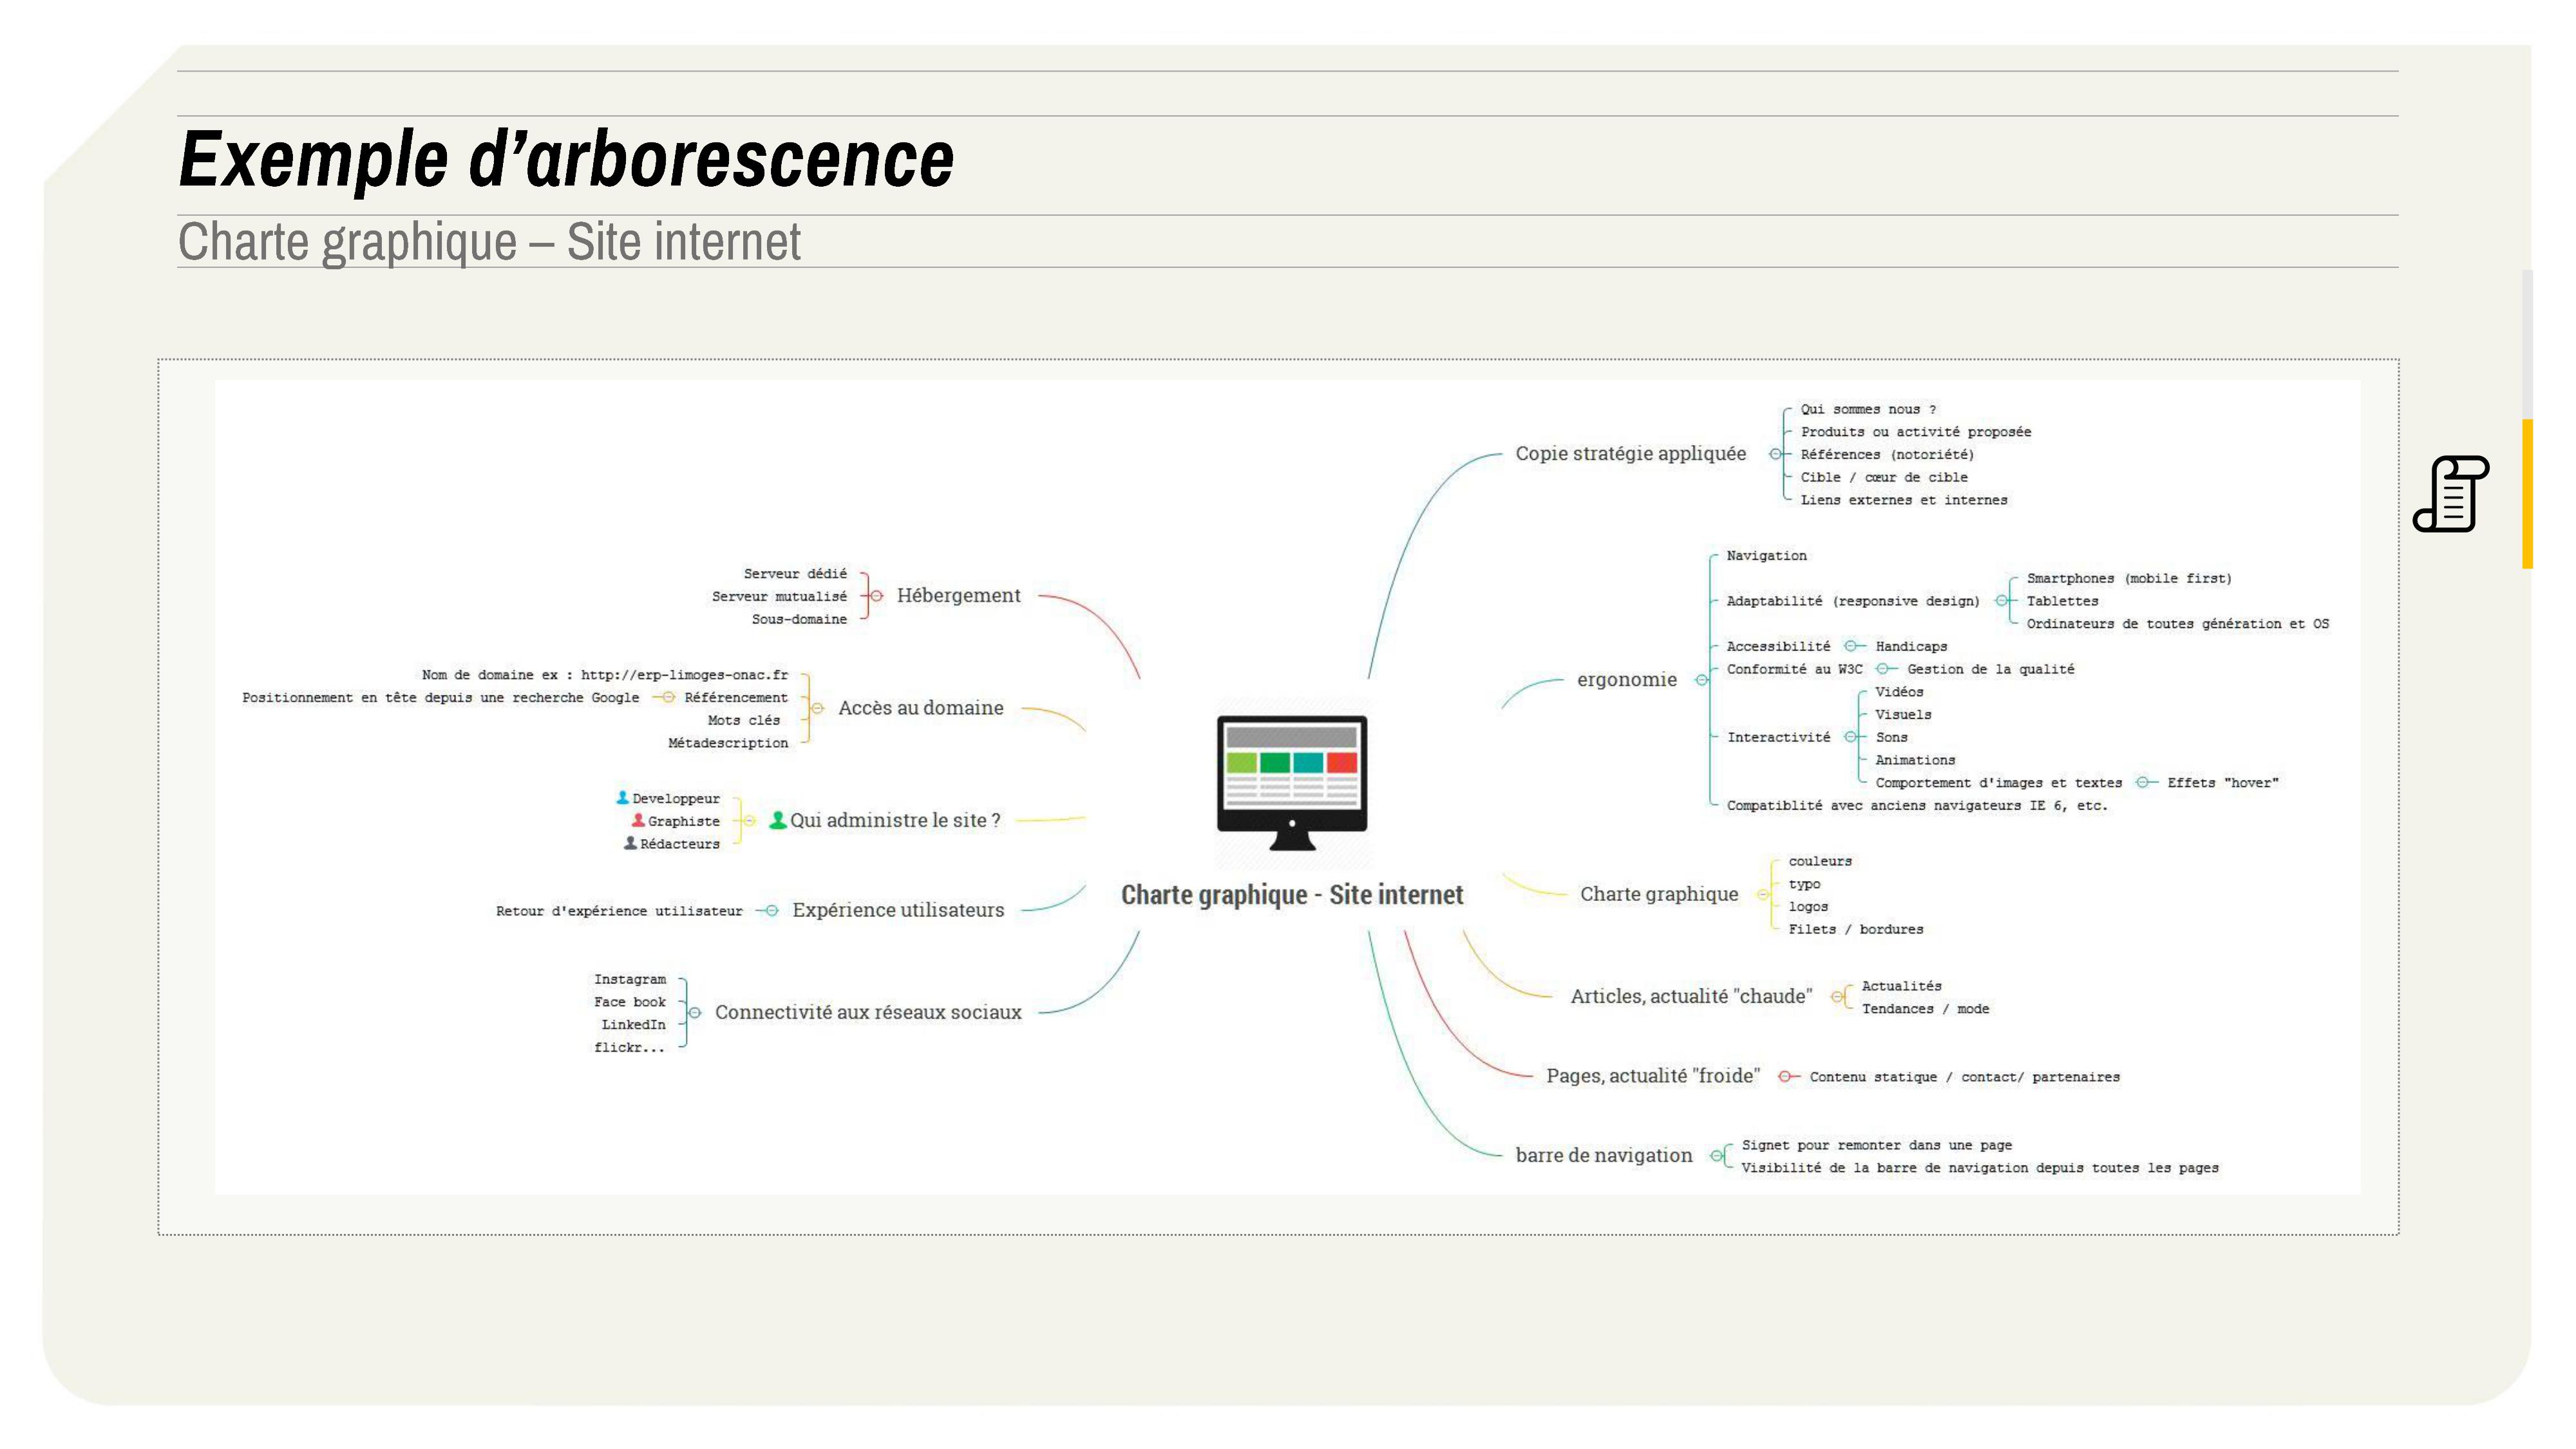 Exemple d’arborescence
Charte graphique – Site internet
Hébergement
Serveur dédié
Serveur mutualisé
Sous-domaine
Accès au domaine
Nom de domaine ex : http://erp-limoges-onac.fr
Positionnement en tête depuis une recherche Google
Référencement
Mots clés
Métadescription
Qui administre le site ?
Developpeur
Graphiste
Rédacteurs
Expérience utilisateurs
Retour d'expérience utilisateur
Connectivité aux réseaux sociaux
Instagram
Face book
LinkedIn
flickr...
Charte graphique - Site internet
Copie stratégie appliquée
Qui sommes nous ?
Produits ou activité proposée
Références (notoriété)
Cible / cœur de cible
Liens externes et internes
ergonomie
Navigation
Adaptabilité (responsive design)
Smartphones (mobile first)
Tablettes
Ordinateurs de toutes génération et OS
Accessibilité
Handicaps
Conformité au W3C
Gestion de la qualité
Interactivité
Vidéos
Visuels
Sons
Animations
Comportement d'images et textes
Effets "hover"
Compatiblité avec anciens navigateurs IE 6, etc.
Charte graphique
couleurs
typo
logos
Filets / bordures
Articles, actualité "chaude"
Actualités
Tendances / mode
Pages, actualité "froide"
Contenu statique / contact/ partenaires
barre de navigation
Signet pour remonter dans une page
Visibilité de la barre de navigation depuis toutes les pages